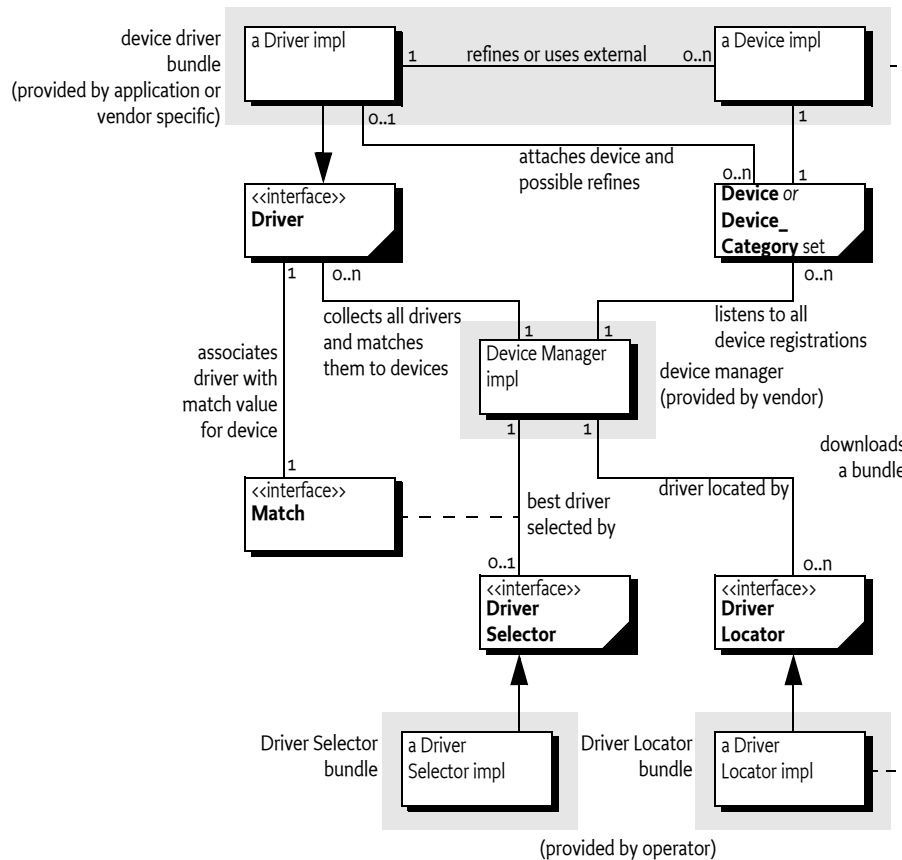 device driver
bundle
(provided by application or
vendor specific)
a Driver impl
1
refines or uses external
0..n
a Device impl
0..1
1
attaches device and
possible refines
0..n
1
<<interface>>
Driver
Device or
Device_
Category set
1
0..n
0..n
collects all drivers
and matches
them to devices
listens to all
device registrations
1
1
associates
driver with
match value
for device
Device Manager
impl
device manager
(provided by vendor)
1
1
downloads
a bundle
1
<<interface>>
Match
best driver
selected by
driver located by
0..1
0..n
<<interface>>
Driver
Selector
<<interface>>
Driver
Locator
Driver Selector
bundle
a Driver
Selector impl
Driver Locator
bundle
a Driver
Locator impl
(provided by operator)